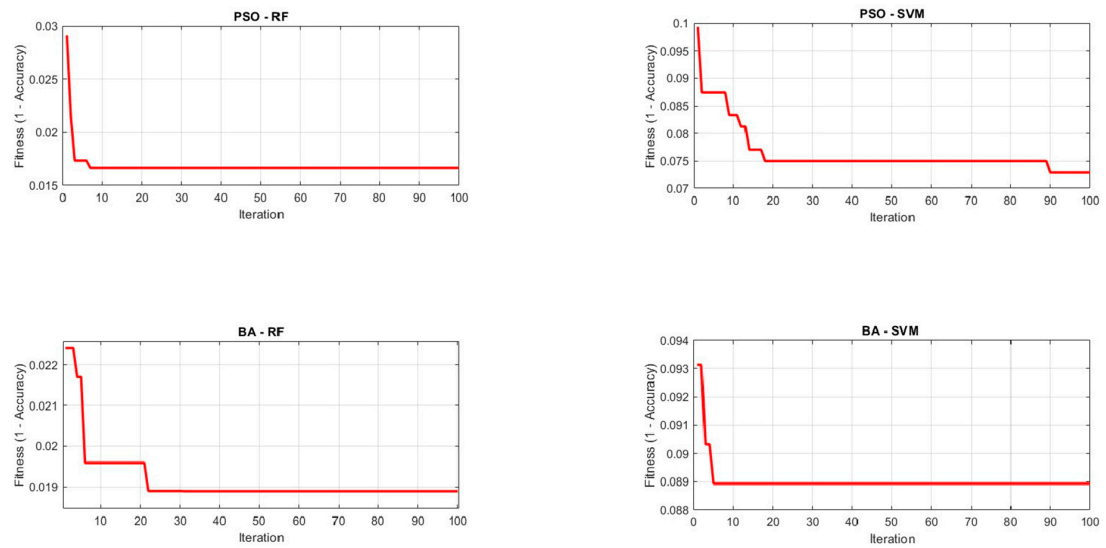 PSO - RF
Fitness (1 - Accuracy)
0.03
0.025
0.02
0.015
0 10 20 30 40 50 60 70 80 90 100
Iteration
PSO - SVM
Fitness (1 - Accuracy)
0.1
0.095
0.09
0.085
0.08
0.075
0.07
0 10 20 30 40 50 60 70 80 90 100
Iteration
BA - RF
Fitness (1 - Accuracy)
0.022
0.021
0.02
0.019
10 20 30 40 50 60 70 80 90 100
Iteration
BA - SVM
Fitness (1 - Accuracy)
0.094
0.093
0.092
0.091
0.09
0.089
0.088
0 10 20 30 40 50 60 70 80 90 100
Iteration